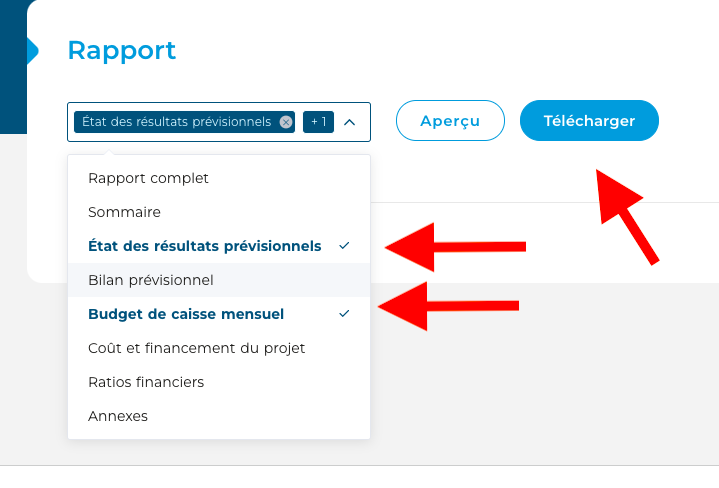 Rapport
État des résultats prévisionnels + 1
Aperçu
Télécharger
Rapport complet
Sommaire
État des résultats prévisionnels
Bilan prévisionnel
Budget de caisse mensuel
Coût et financement du projet
Ratios financiers
Annexes